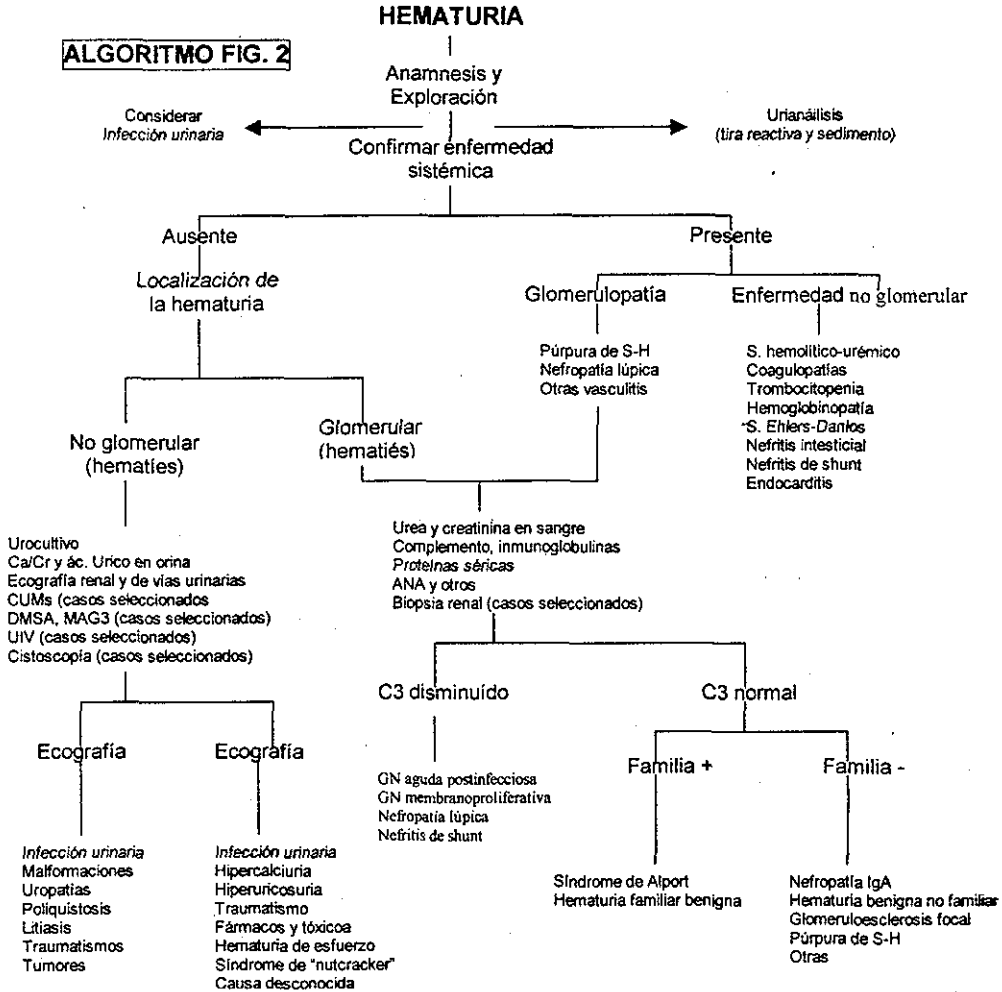 HEMATURIA
ALGORITMO FIG. 2
Anamnesis y
Exploración
Considerar
Infección urinaria
Urianáilisis
(tira reactiva y sedimento)
Confirmar enfermedad
sistémica
Ausente
Presente
Localización de
la hematuria
Glomerulopatía
Enfermedad no glomerular
Púrpura de S-H
Nefropatía lúpica
Otras vasculitis
S. hemolítico-urémico
Coagulopatías
Trombocitopenia
Hemoglobinopatía
S. Ehlers-Danlos
Nefritis intesticial
Nefritis de shunt
Endocarditis
No glomerular
(hematíes)
Glomerular
(hematiés)
Urocultivo
Ca/Cr y ác. Urico en orina
Ecografía renal y de vías urinarias
CUMs (casos seleccionados
DMSA, MAG3 (casos seleccionados)
UIV (casos seleccionados)
Cistoscopía (casos seleccionados)
Urea y creatinina en sangre
Complemento, inmunoglobulinas
Proteínas séricas
ANA y otros
Biopsia renal (casos seleccionados)
C3 disminuído
C3 normal
Ecografía
Ecografía
GN aguda postinfecciosa
GN membranoproliferativa
Nefropatía lúpica
Nefritis de shunt
Familia +
Familia -
Infección urinaria
Malformaciones
Uropatías
Poliquistosis
Litiasis
Traumatismos
Tumores
Infección urinaria
Hipercalciuria
Hiperuricosuria
Traumatismo
Fármacos y tóxicoa
Hematuria de esfuerzo
Síndrome de "nutcracker"
Causa desconocida
Síndrome de Alport
Hematuria familiar benigna
Nefropatía IgA
Hematuria benigna no familiar
Glomeruloesclerosis focal
Púrpura de S-H
Otras